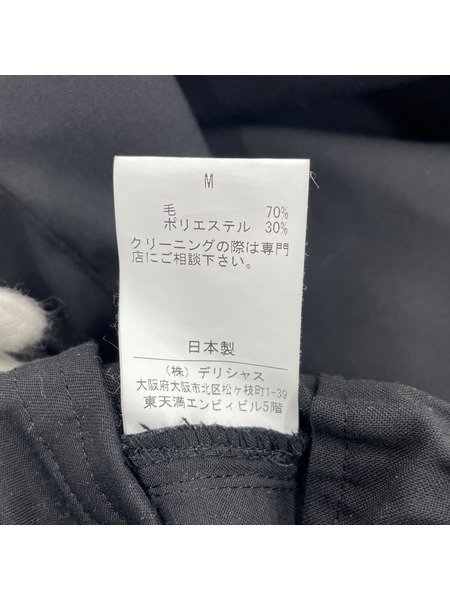 M
毛 70%
ポリエステル 30%
クリーニングの際は専門
店にご相談下さい。
日本製
(株) デリシャス
大阪府大阪市北区松ヶ枝町1-39
東天満エンビィビル5階